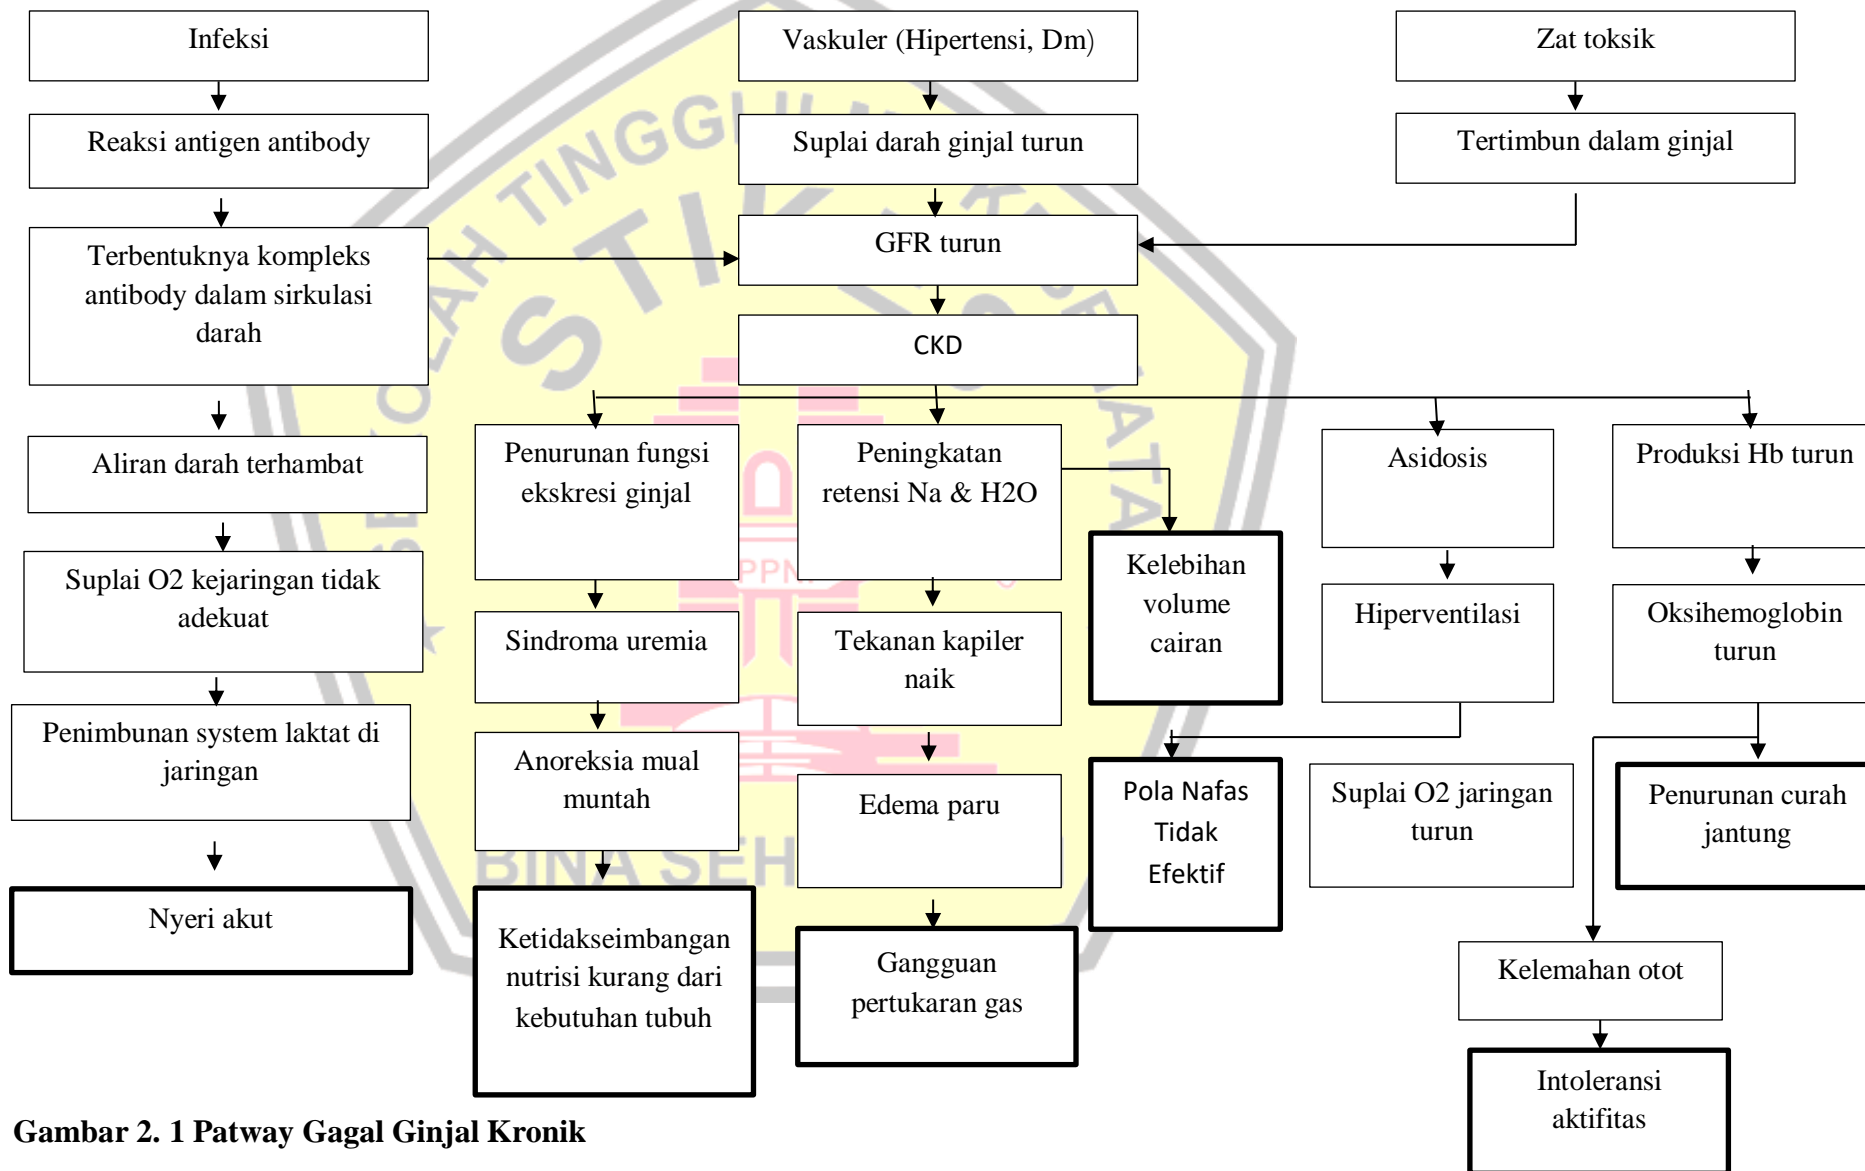 Infeksi
Vaskuler (Hipertensi, Dm)
Zat toksik
Reaksi antigen antibody
Suplai darah ginjal turun
Tertimbun dalam ginjal
Terbentuknya kompleks
antibody dalam sirkulasi
darah
GFR turun
CKD
Aliran darah terhambat
Penurunan fungsi
ekskresi ginjal
Peningkatan
retensi Na & H2O
Asidosis
Produksi Hb turun
Suplai O2 kejaringan tidak
adekuat
Kelebihan
volume
cairan
Sindroma uremia
Tekanan kapiler
naik
Hiperventilasi
Oksihemoglobin
turun
Penimbunan system laktat di
jaringan
Anoreksia mual
muntah
Edema paru
Pola Nafas
Tidak
Efektif
Suplai O2 jaringan
turun
Penurunan curah
jantung
Nyeri akut
Ketidakseimbangan
nutrisi kurang dari
kebutuhan tubuh
Gangguan
pertukaran gas
Kelemahan otot
Intoleransi
aktifitas
Gambar 2. 1 Patway Gagal Ginjal Kronik
PPN
BINA SEH